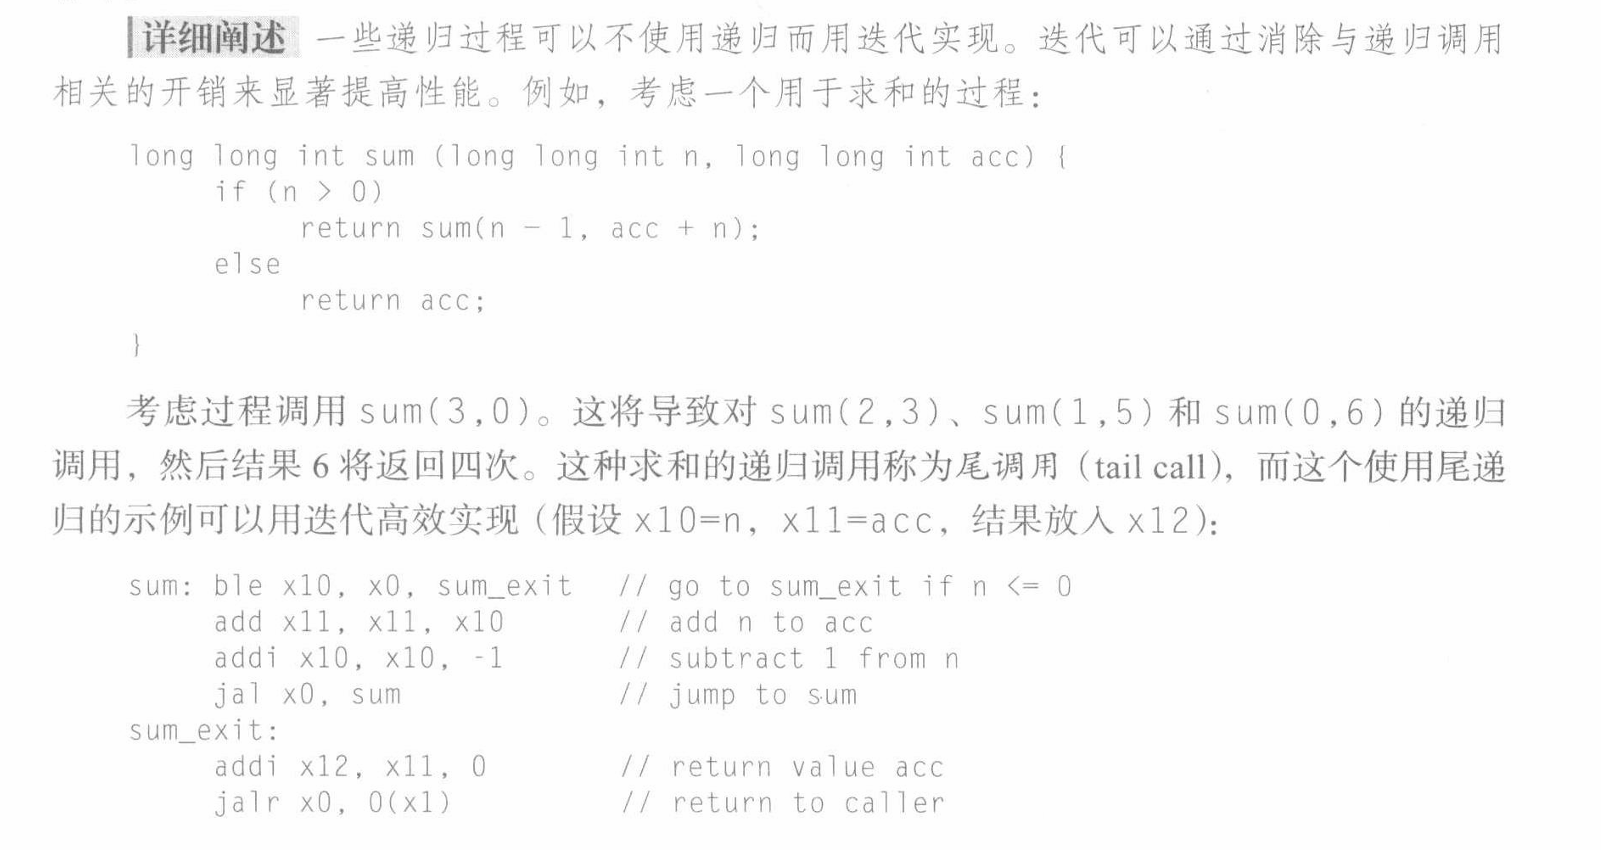 详细阐述 一些递归过程可以不使用递归而用迭代实现。迭代可以通过消除与递归调用
相关的开销来显著提高性能。例如，考虑一个用于求和的过程：
long long int sum (long long int n, long long int acc) {
if (n > 0)
return sum(n - 1, acc + n);
else
return acc;
}
考虑过程调用 sum(3,0)。这将导致对 sum(2,3)、sum(1,5) 和 sum(0,6) 的递归
调用，然后结果 6 将返回四次。这种求和的递归调用称为尾调用（tail call），而这个使用尾递
归的示例可以用迭代高效实现（假设 x10=n，x11=acc，结果放入 x12）：
sum: ble x10, x0, sum_exit // go to sum_exit if n <= 0
add x11, x11, x10 // add n to acc
addi x10, x10, -1 // subtract 1 from n
jal x0, sum // jump to sum
sum_exit:
addi x12, x11, 0 // return value acc
jalr x0, 0(x1) // return to caller